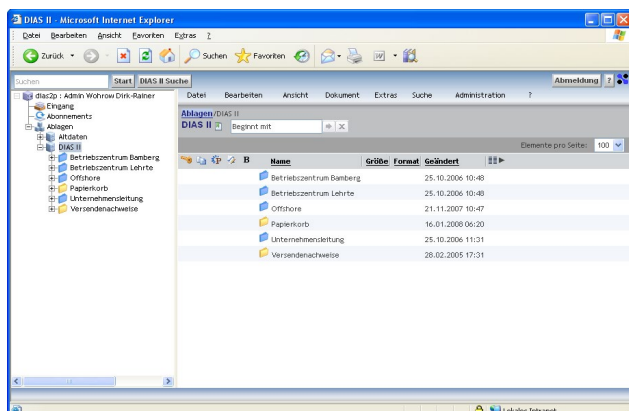 DIAS II - Microsoft Internet Explorer
Datei Bearbeiten Ansicht Favoriten Extras ?
Zurück Suchen Favoriten
Suchen Start DIAS II Suche Abmeldung ?
dias2p : Admin Wohrow Dirk-Rainer
Eingang
Abonnements
Ablagen
Altdaten
DIAS II
Betriebszentrum Bamberg
Betriebszentrum Lehrte
Offshore
Papierkorb
Unternehmensleitung
Versendenachweise
Datei Bearbeiten Ansicht Dokument Extras Suche Administration ?
Ablagen/DIAS II
DIAS II Beginnt mit
Elemente pro Seite: 100
B Name Größe Format Geändert
Betriebszentrum Bamberg 25.10.2006 10:48
Betriebszentrum Lehrte 25.10.2006 10:48
Offshore 21.11.2007 10:47
Papierkorb 16.01.2008 06:20
Unternehmensleitung 25.10.2006 11:31
Versendenachweise 28.02.2005 17:31
Lokales Intranet